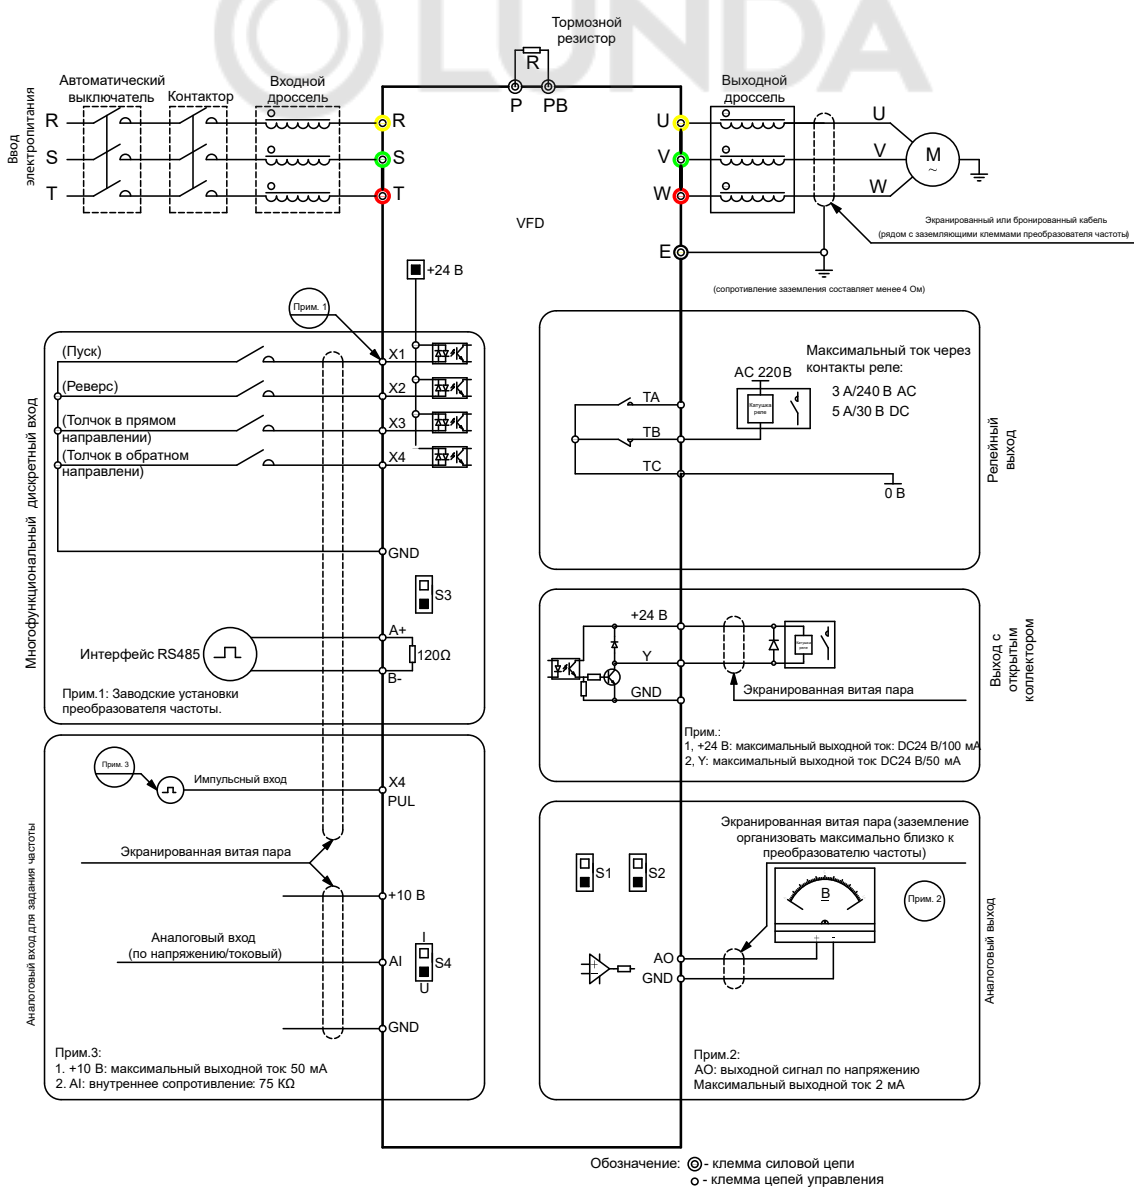 LUNDA
Тормозной
резистор
R
P PB
Автоматический
выключатель
Контактор
Входной
дроссель
Выходной
дроссель
Ввод
электропитания
R
S
T
R
S
T
U
V
W
U
V
W
M
~
VFD
E
Экранированный или бронированный кабель
(рядом с заземляющими клеммами преобразователя частоты)
(сопротивление заземления составляет менее 4 Ом)
+24 В
Прим. 1
Многофункциональный дискретный вход
(Пуск)
X1
(Реверс)
X2
(Толчок в прямом
направлении)
X3
(Толчок в обратном
направлени)
X4
GND
S3
A+
Интерфейс RS485
120Ω
B-
Прим.1: Заводские установки
преобразователя частоты.
Максимальный ток через
контакты реле:
3 А/240 В AC
5 А/30 В DC
AC 220В
Катушка
реле
TA
TB
TC
0 В
Релейный
выход
+24 В
Y
GND
Катушка
реле
Экранированная витая пара
Прим.:
1, +24 В: максимальный выходной ток: DC24 В/100 мА
2, Y: максимальный выходной ток: DC24 В/50 мА
Выход с
открытым
коллектором
Аналоговый вход для задания частоты
Прим. 3
Импульсный вход
X4
PUL
Экранированная витая пара
+10 В
Аналоговый вход
(по напряжению/токовый)
AI
I
S4
U
GND
Прим.3:
1. +10 В: максимальный выходной ток: 50 мА
2. AI: внутреннее сопротивление: 75 КΩ
Экранированная витая пара (заземление
организовать максимально близко к
преобразователю частоты)
S1
S2
В
+ -
Прим. 2
AO
GND
Аналоговый выход
Прим.2:
АО: выходной сигнал по напряжению
Максимальный выходной ток: 2 мА
Обозначение: - клемма силовой цепи
- клемма цепей управления